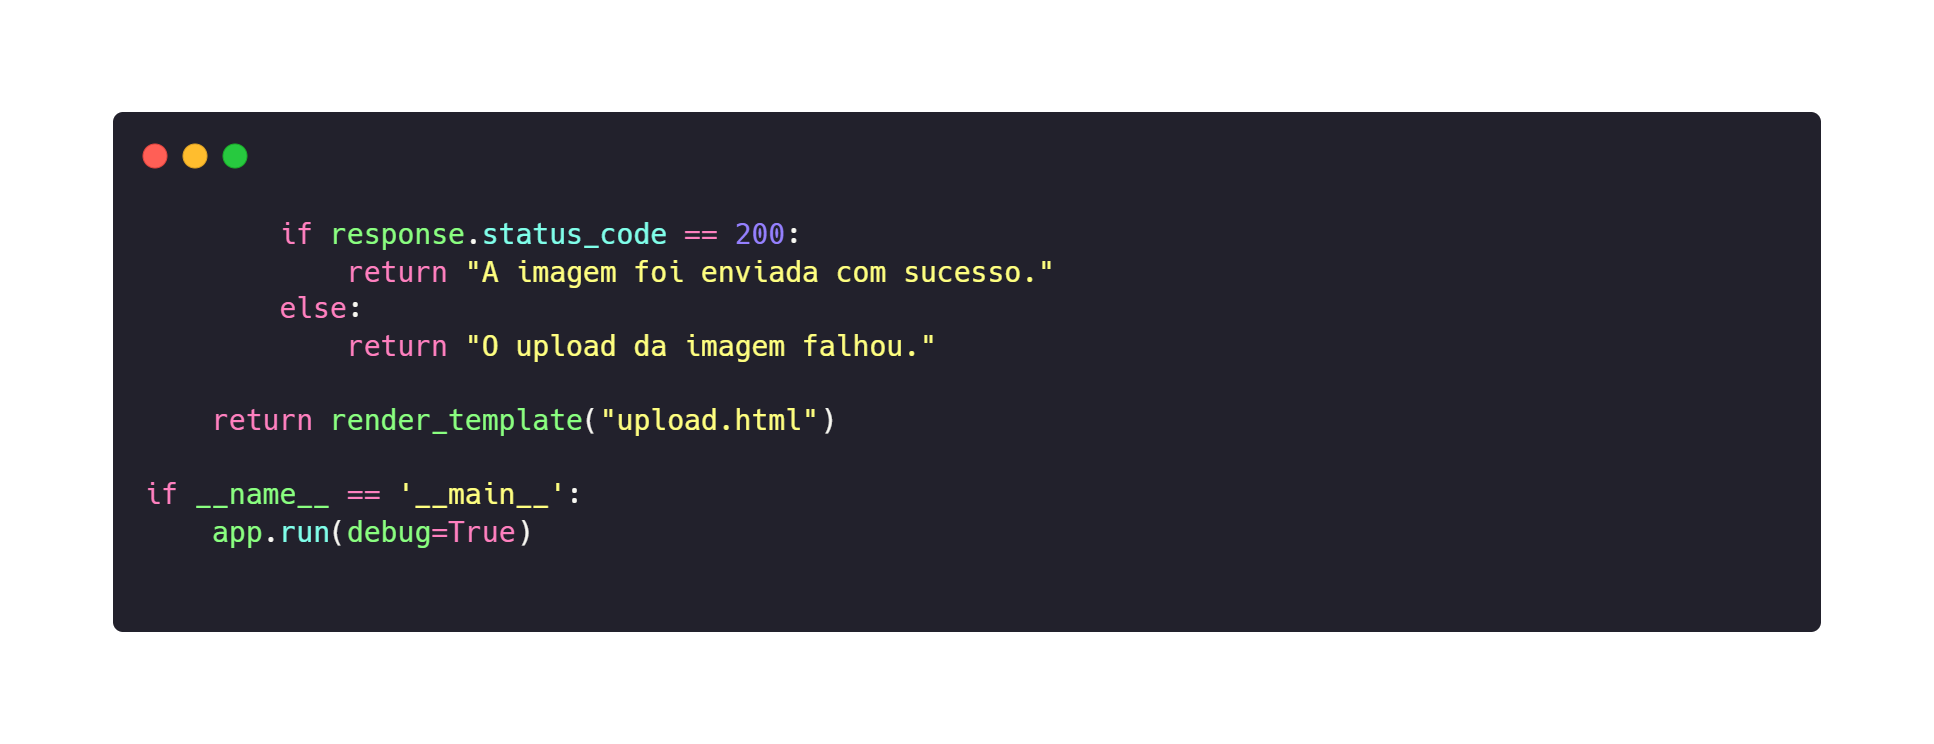 if response.status_code == 200:
            return "A imagem foi enviada com sucesso."
        else:
            return "O upload da imagem falhou."

    return render_template("upload.html")

if __name__ == '__main__':
    app.run(debug=True)